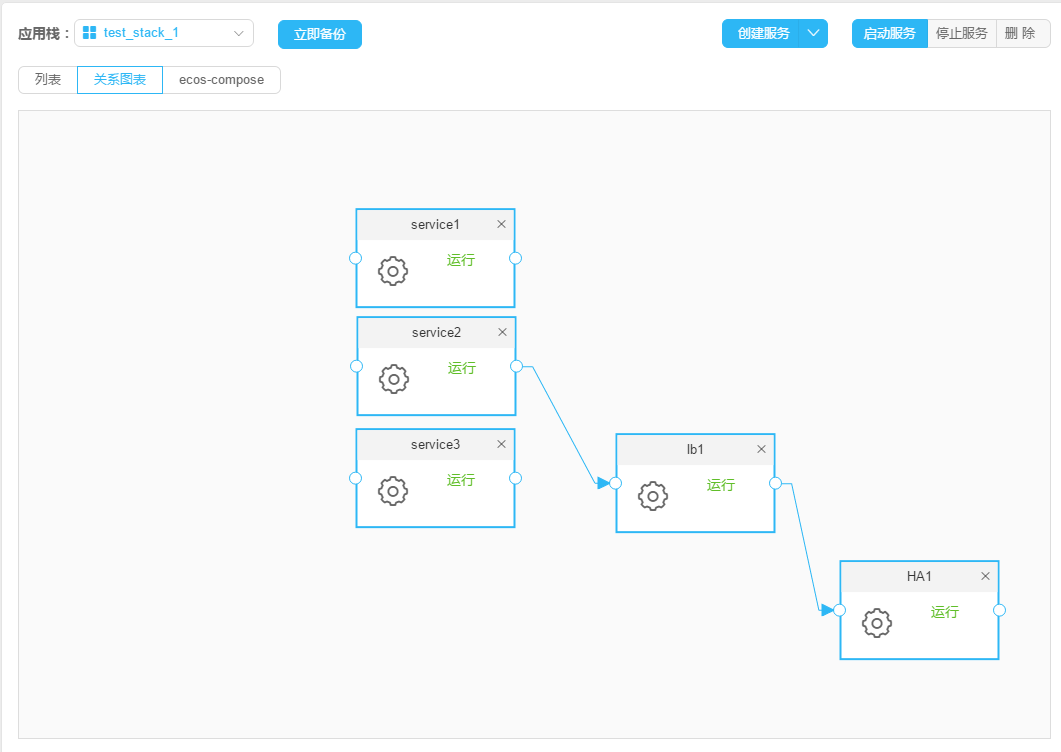 应用栈： test_stack_1 立即备份 创建服务 启动服务 停止服务 删 除
列表 关系图表 ecos-compose
service1
运行
service2
运行
service3
运行
lb1
运行
HA1
运行